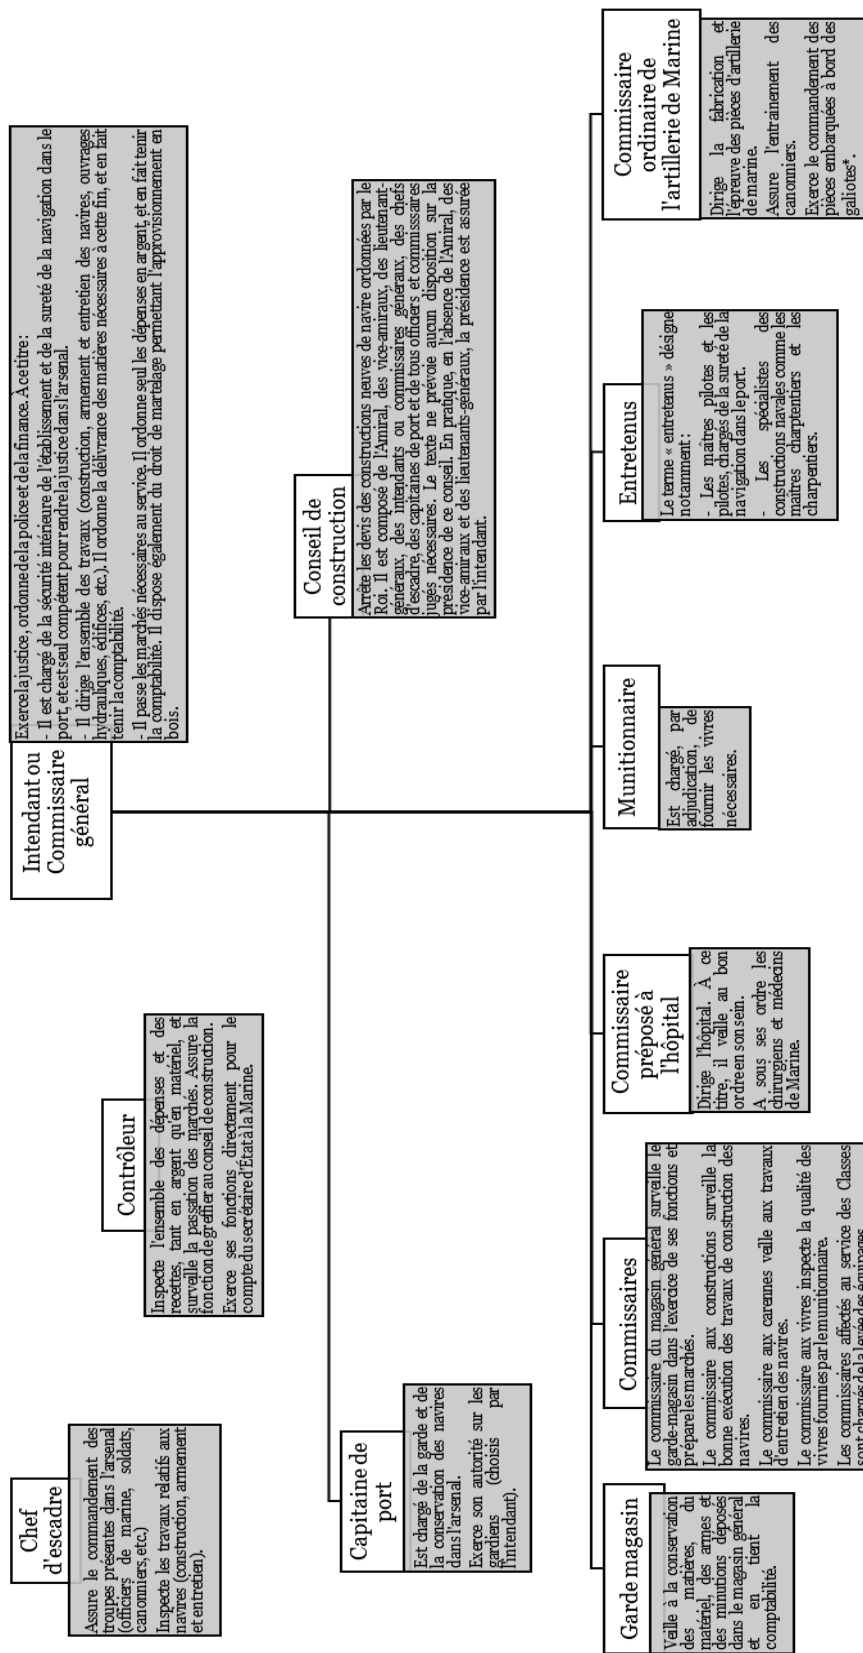 Chef
d'escadre
Assure le commandement des
troupes présentes dans l'arsenal
(officiers de marine, soldats,
canonniers, etc.)
Inspecte les travaux relatifs aux
navires (construction, armement
et entretien).
Contrôleur
Inspecte l'ensemble des dépenses et des
recettes, tant en argent qu'en matériel, et
surveille la passation des marchés. Assure la
fonction de greffier au conseil de construction.
Exerce ses fonctions directement pour le
compte du secrétaire d'État à la Marine.
Intendant ou
Commissaire
général
Exerce la justice, ordonne de la police et de la finance. À ce titre :
- Il est chargé de la sécurité intérieure de l'établissement et de la sureté de la navigation dans le
port, et est seul compétent pour rendre la justice dans l'arsenal.
- Il dirige l'ensemble des travaux (construction, armement et entretien des navires, ouvrages
hydrauliques, édifices, etc.). Il ordonne la délivrance des matières nécessaires à cette fin, et en fait
tenir la comptabilité.
- Il passe les marchés nécessaires au service. Il ordonne seul les dépenses en argent, et en fait tenir
la comptabilité. Il dispose également du droit de martelage permettant l'approvisionnement en
bois.
Capitaine de
port
Est chargé de la garde et de
la conservation des navires
dans l'arsenal.
Exerce son autorité sur les
gardiens (choisis par
l'intendant).
Conseil de
construction
Arrête les devis des constructions neuves de navire ordonnées par le
Roi. Il est composé de l'Amiral, des vice-amiraux, des lieutenant-
généraux, des intendants ou commissaires généraux, des chefs
d'escadre, des capitaines de port et de tous officiers et commisssaires
jugés nécessaires. Le texte ne prévoie aucun disposition sur la
présidence de ce conseil. En pratique, en l'absence de l'Amiral, des
vice-amiraux et des lieutenants-généraux, la présidence est assurée
par l'intendant.
Garde magasin
Veille à la conservation
des matières, du
matériel, des armes et
des minutions déposés
dans le magasin général
et en tient la
comptabilité.
Commissaires
Le commissaire du magasin général surveille le
garde-magasin dans l'exercice de ses fonctions et
prépare les marchés.
Le commissaire aux constructions surveille la
bonne exécution des travaux de construction des
navires.
Le commissaire aux carennes veille aux travaux
d'entretien des navires.
Le commissaire aux vivres inspecte la qualité des
vivres fournies par le munitionnaire.
Les commissaires affectés au service des Classes
sont chargés de la levée des équipages.
Commissaire
préposé à
l'hôpital
Dirige l'hôpital. À ce
titre, il veille au bon
ordre en son sein.
A sous ses ordre les
chirurgiens et médecins
de Marine.
Munitionnaire
Est chargé, par
adjudication, de
fournir les vivres
nécessaires.
Entretenus
Le terme « entretenus » désigne
notamment :
- Les maîtres pilotes et les
pilotes, chargés de la sureté de la
navigation dans le port.
- Les spécialistes des
constructions navales comme les
maîtres charptentiers et les
charpentiers.
Commissaire
ordinaire de
l'artillerie de Marine
Dirige la fabrication et
l'épreuve des pièces d'artillerie
de marine.
Assure l'entrainement des
canonniers.
Exerce le commandement des
pièces embarquées à bord des
galiotes*.